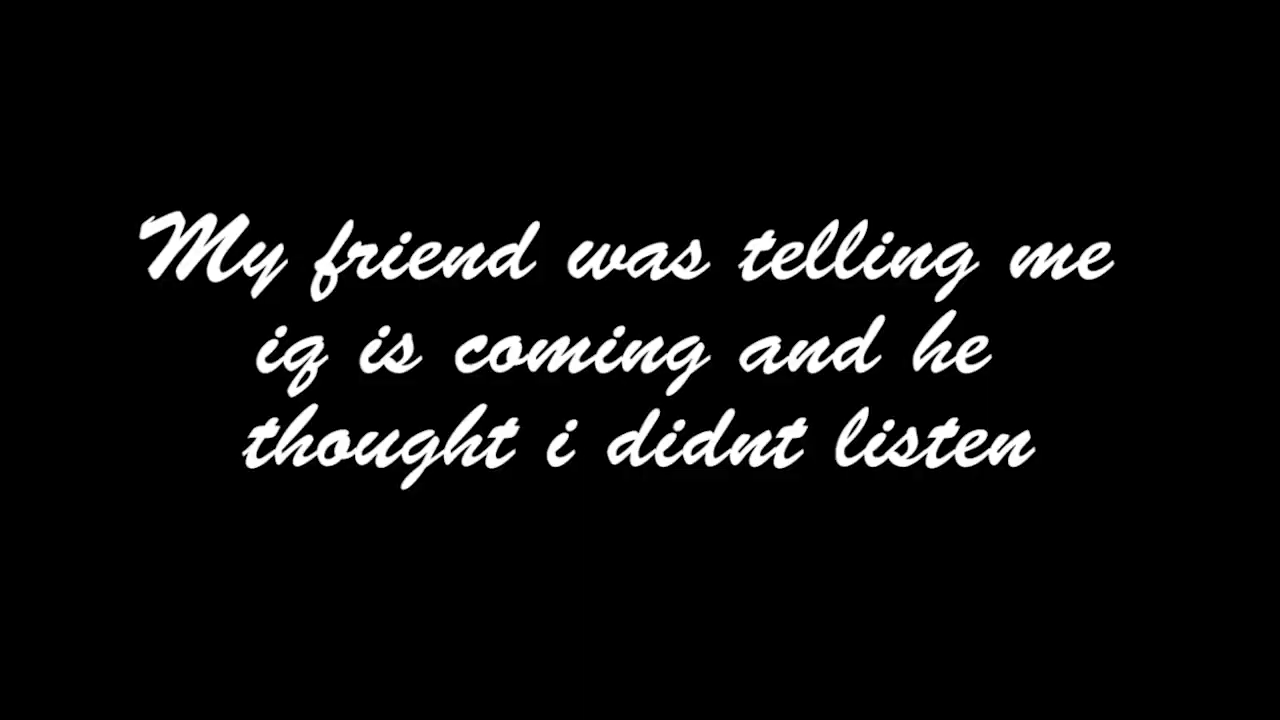 My friend was telling me
iq is coming and he
thought i didnt listen